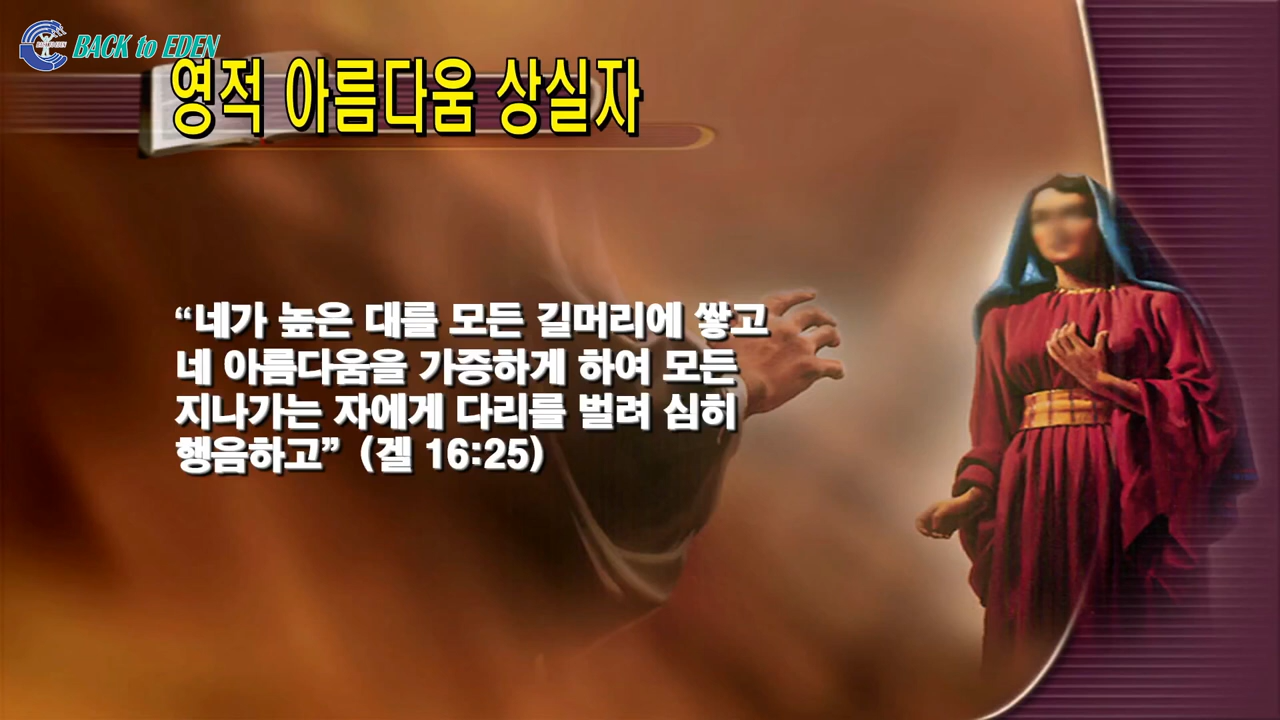 BACK to EDEN
영적 아름다움 상실자
“네가 높은 대를 모든 길머리에 쌓고
네 아름다움을 가증하게 하여 모든
지나가는 자에게 다리를 벌려 심히
행음하고” (겔 16:25)